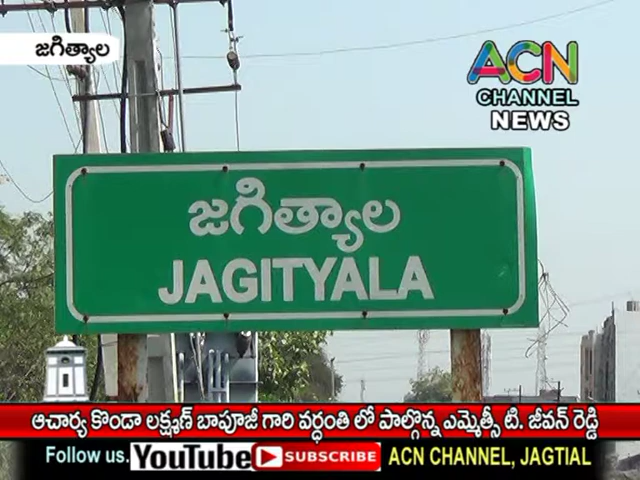 జగిత్యాల
ACN
CHANNEL
NEWS
జగిత్యాల
JAGITYALA
ఆచార్య కొండా లక్ష్మణ్ బాపూజీ గారి వర్ధంతి లో పాల్గొన్న ఎమ్మెల్సీ టి. జీవన్ రెడ్డి
Follow us. YouTube SUBSCRIBE ACN CHANNEL, JAGTIAL